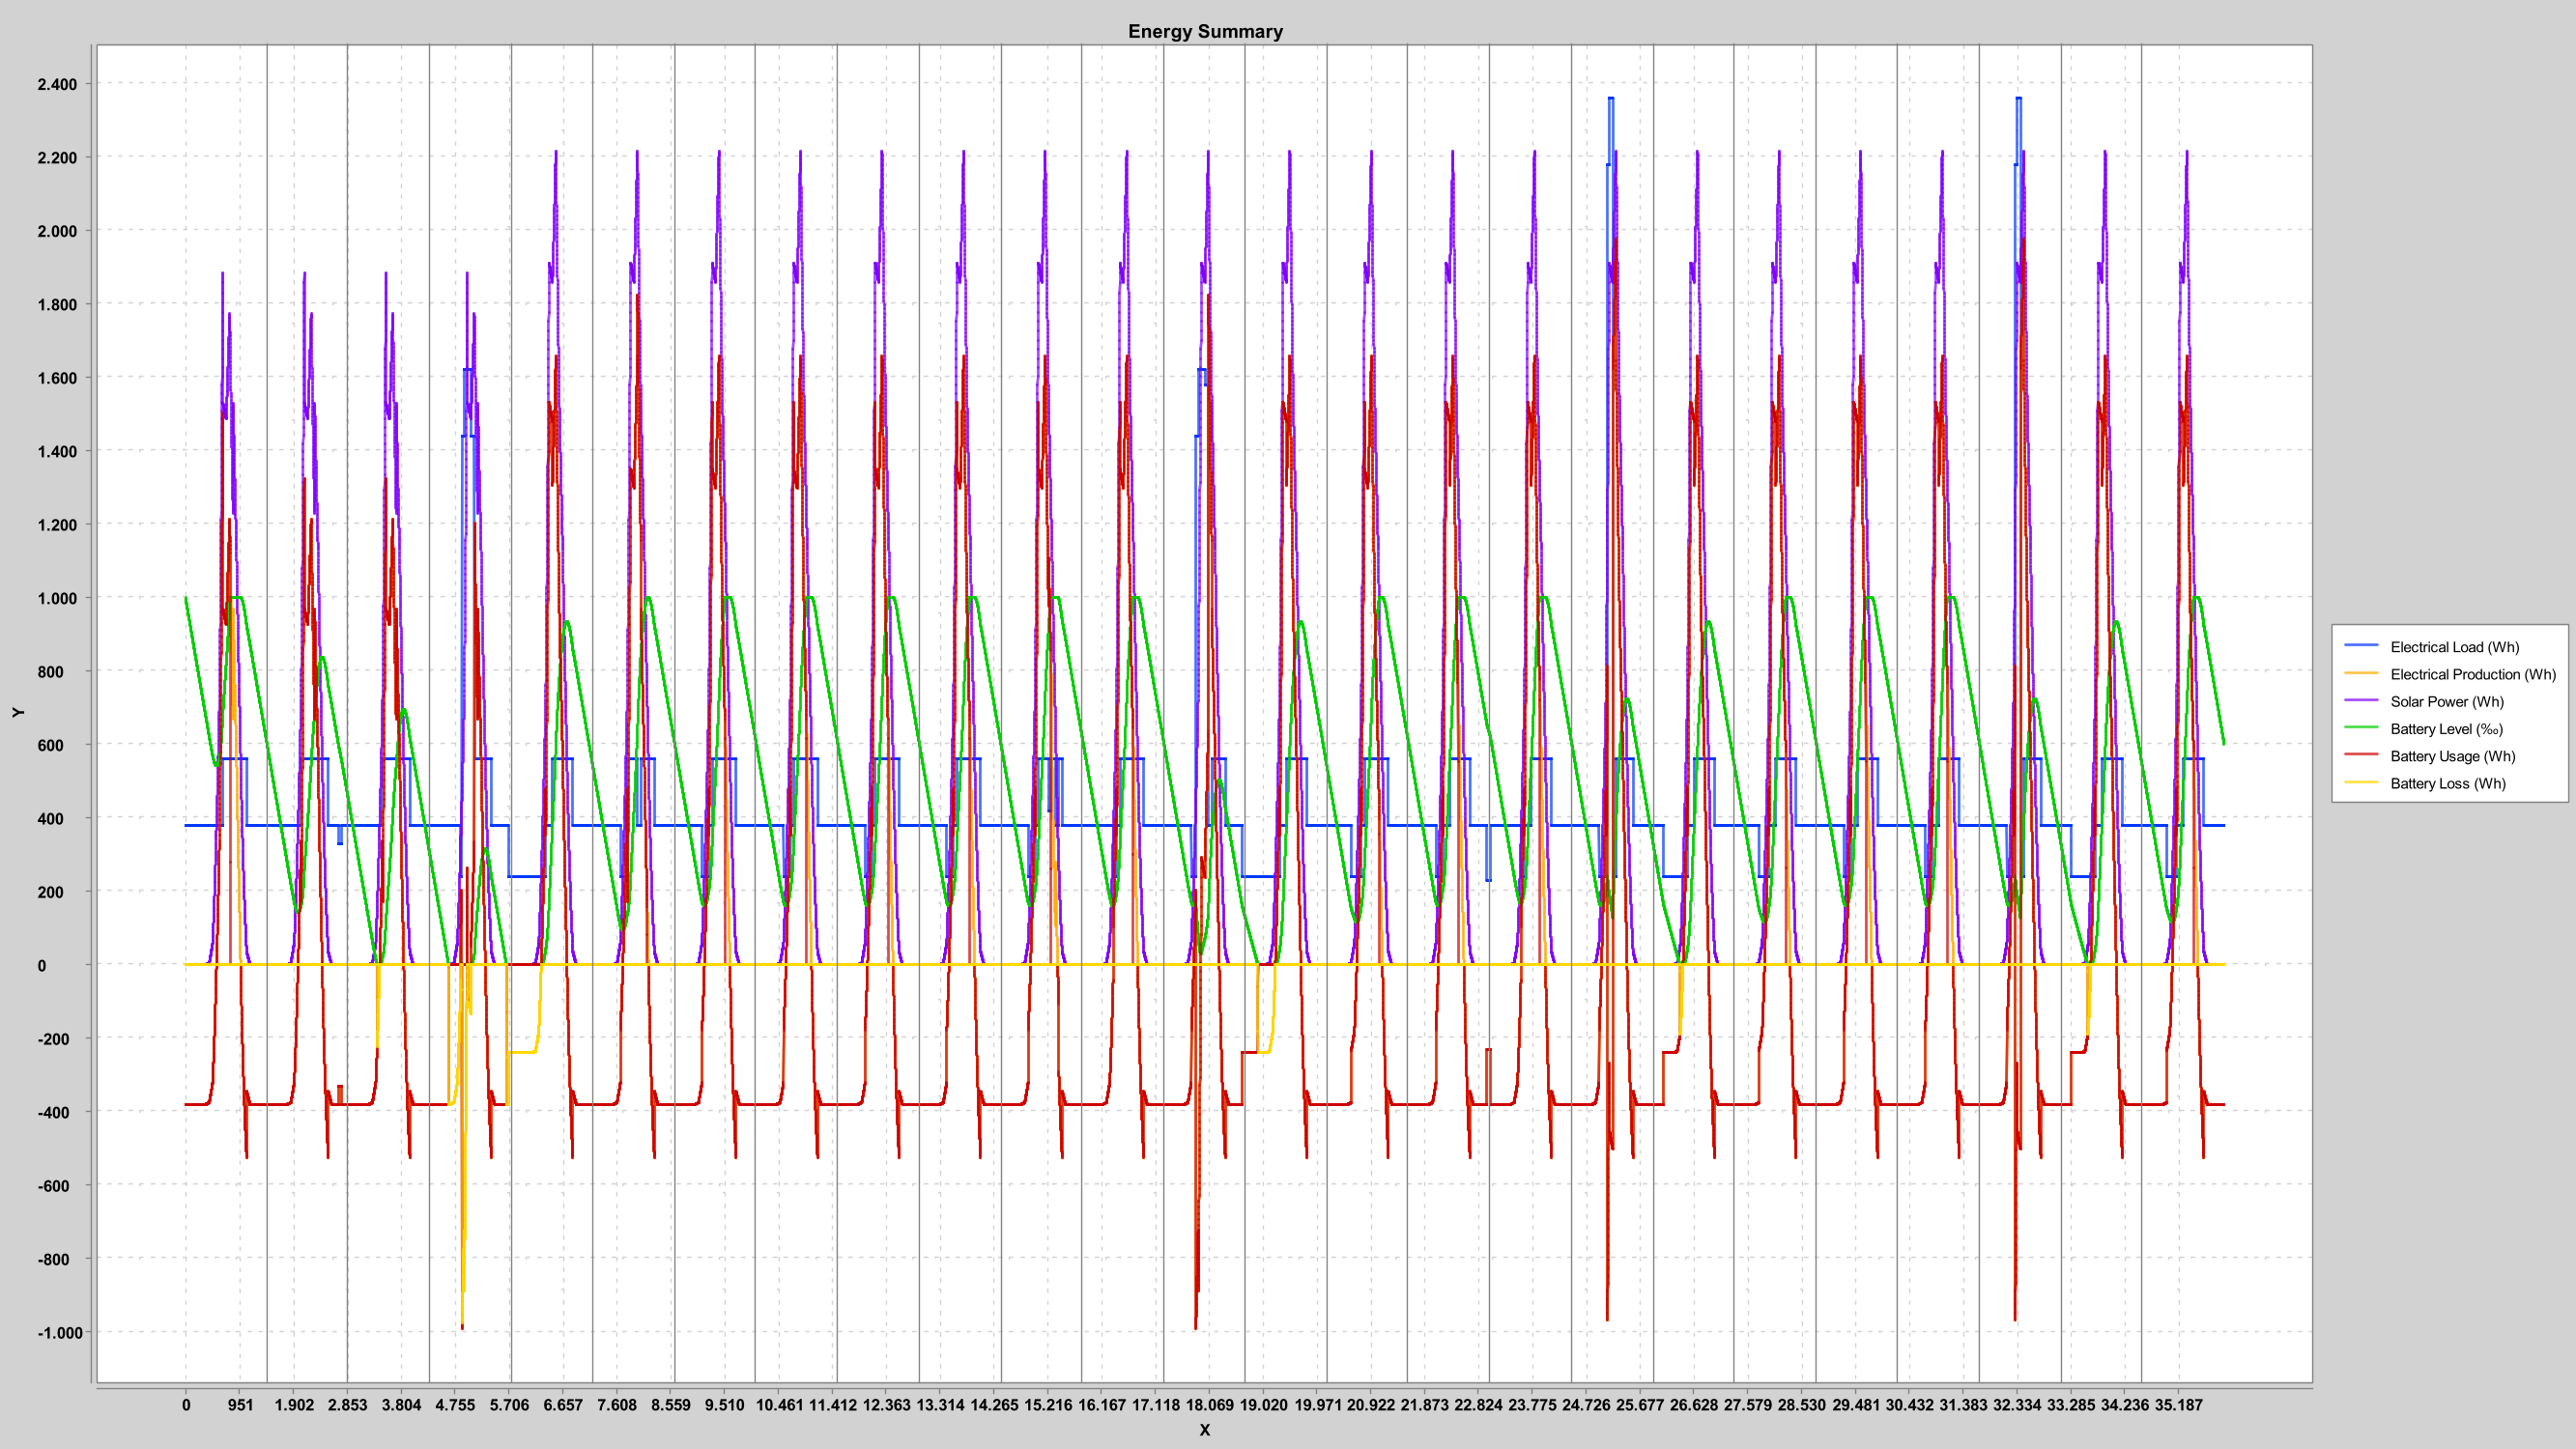 Energy Summary
2.400
2.200
2.000
1.800
1.600
1.400
1.200
1.000
800
600
400
200
0
-200
-400
-600
-800
-1.000
Y
0 951 1.902 2.853 3.804 4.755 5.706 6.657 7.608 8.559 9.510 10.461 11.412 12.363 13.314 14.265 15.216 16.167 17.118 18.069 19.020 19.971 20.922 21.873 22.824 23.775 24.726 25.677 26.628 27.579 28.530 29.481 30.432 31.383 32.334 33.285 34.236 35.187
X
Electrical Load (Wh)
Electrical Production (Wh)
Solar Power (Wh)
Battery Level (‰)
Battery Usage (Wh)
Battery Loss (Wh)